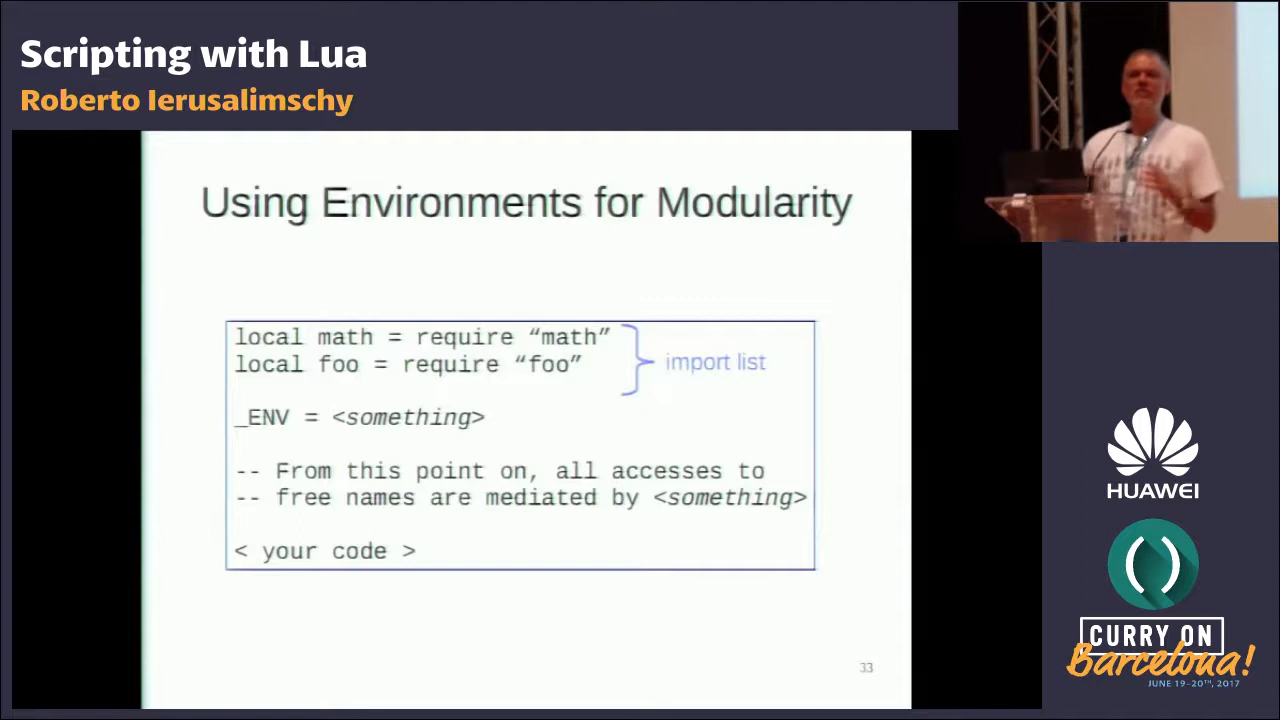 Scripting with Lua
Roberto Ierusalimschy
Using Environments for Modularity
local math = require “math”
local foo = require “foo”
import list
_ENV = <something>
-- From this point on, all accesses to
-- free names are mediated by <something>
< your code >
33
HUAWEI
CURRY ON
Barcelona!
JUNE 19-20TH, 2017